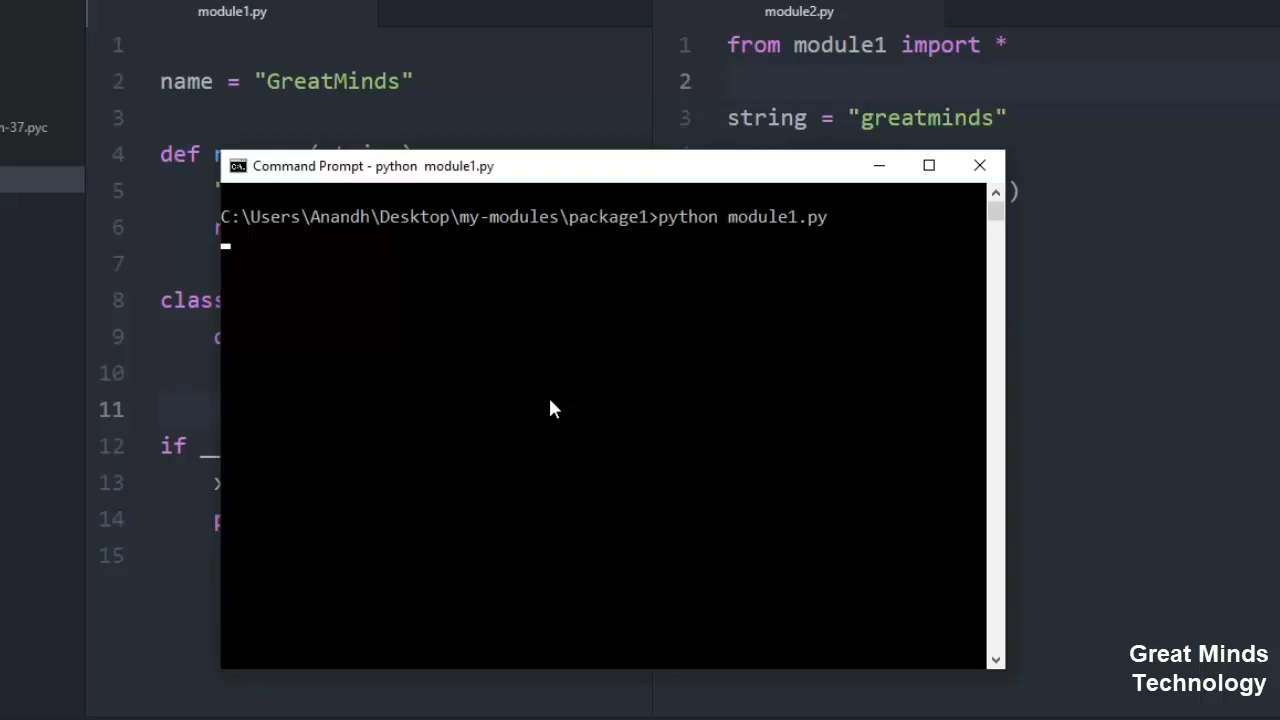 module1.py
module2.py
1
2 name = "GreatMinds"
3
4 def
5 "
6
7
8 class
9
10
11
12 if __
13
14
15
1 from module1 import *
2
3 string = "greatminds"
)
n-37.pyc
Command Prompt - python module1.py
C:\Users\Anandh\Desktop\my-modules\package1>python module1.py
Great Minds
Technology